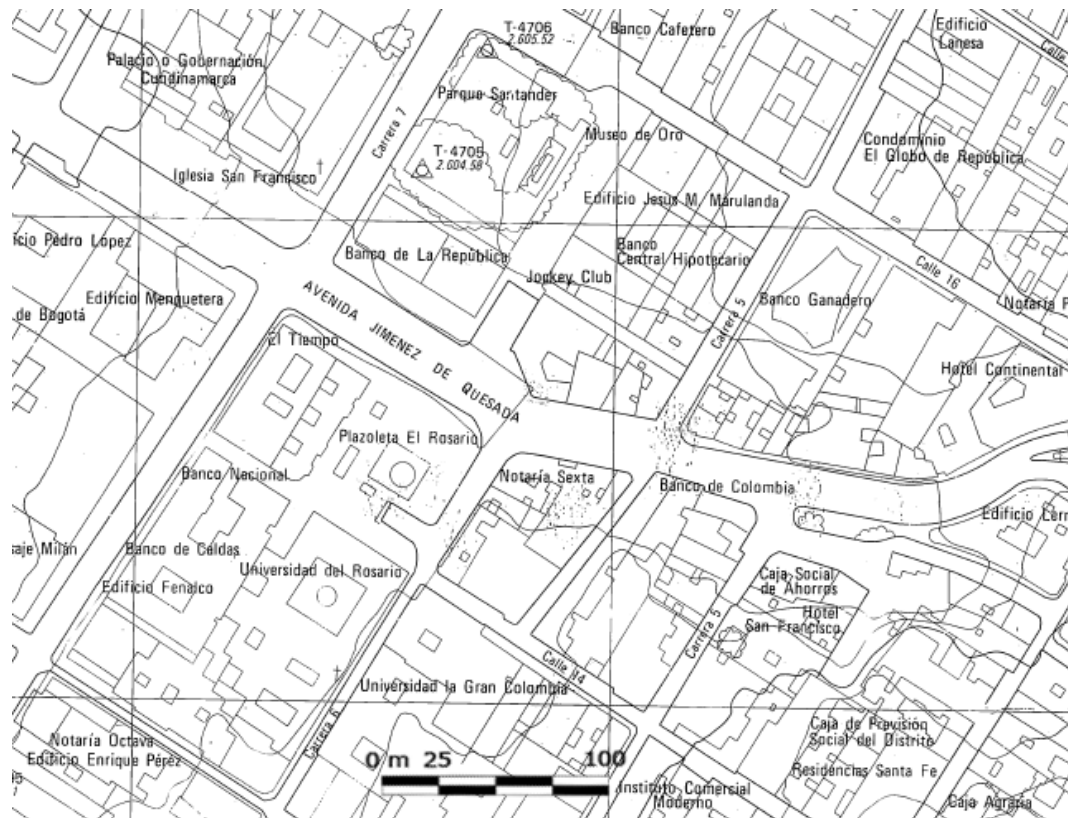 T-4706
2.605.52
Banco Cafetero
Edificio
Lanesa
Calle
Palacio o Gobernación
Cundinamarca
Parque Santander
Carrera 7
Museo de Oro
Condominio
El Globo de República
T-4705
2.604.58
Iglesia San Fransisco
Edificio Jesus M. Marulanda
icio Pedro López
Banco de La República
Banco
Central Hipotecario
Calle 16
Jockey Club
Edificio Menquetera
Banco Ganadero
Notaría P
de Bogotá
AVENIDA JIMENEZ DE QUESADA
Carrera 5
El Tiempo
Hotel Continental
Plazoleta El Rosario
Banco Necional
Notaría Sexta
Banco de Colombia
Edificio Lerr
saje Milán
Banco de Caldas
Universidad del Rosario
Edificio Fenalco
Caja Social
de Ahorros
Hotel
San Francisco
Carrera 5
Calle 14
Universidad la Gran Colombia
Carrera 6
Notaría Octava
Edificio Enrique Pérez
Caja de Previsión
Social del Distrito
0 m 25 100
Residencias Santa Fe
Instituto Comercial
Moderno
Caja Agraria